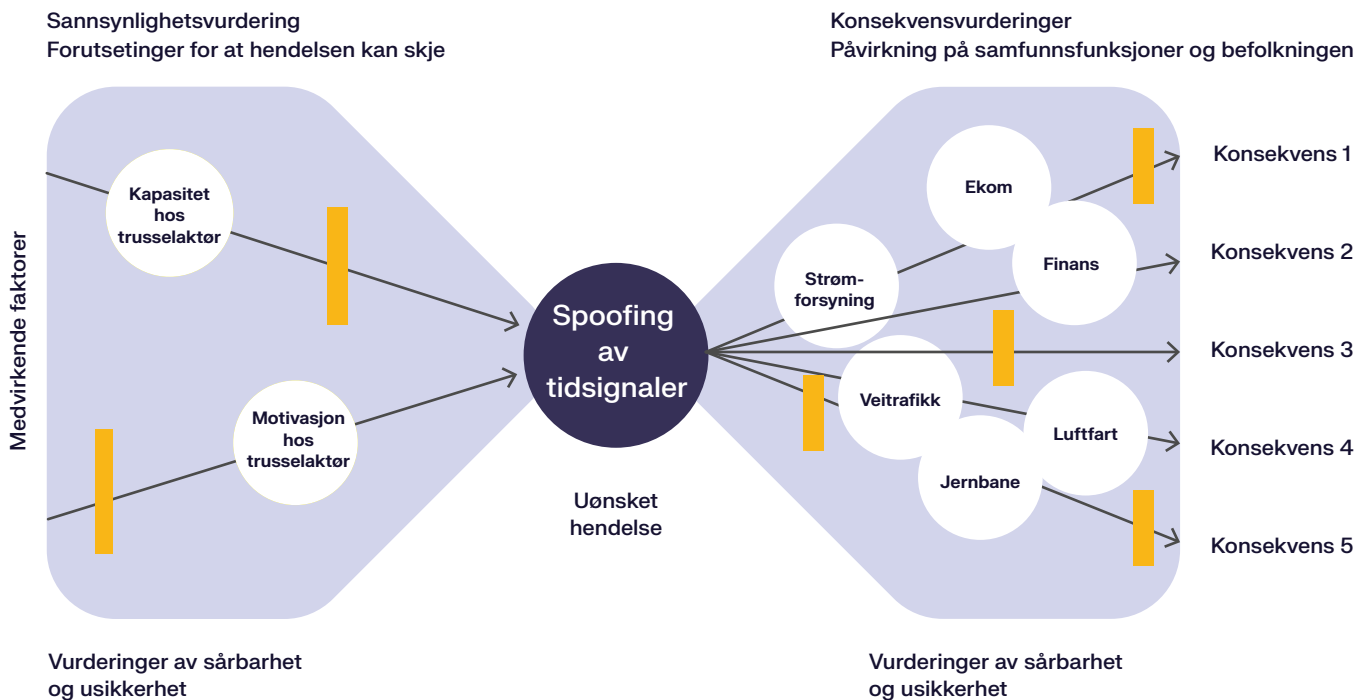 Sannsynlighetsvurdering
Forutsetinger for at hendelsen kan skje
Konsekvensvurderinger
Påvirkning på samfunnsfunksjoner og befolkningen
Medvirkende faktorer
Kapasitet
hos
trusselaktør
Motivasjon
hos
trusselaktør
Spoofing
av
tidsignaler
Uønsket
hendelse
Strøm-
forsyning
Ekom
Finans
Veitrafikk
Luftfart
Jernbane
Konsekvens 1
Konsekvens 2
Konsekvens 3
Konsekvens 4
Konsekvens 5
Vurderinger av sårbarhet
og usikkerhet
Vurderinger av sårbarhet
og usikkerhet